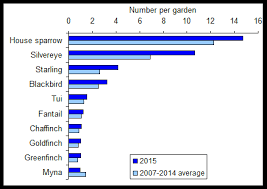 Number per garden
0 2 4 6 8 10 12 14 16
House sparrow
Silvereye
Starling
Blackbird
Tui
Fantail
Chaffinch
Goldfinch
Greenfinch
Myna
2015
2007-2014 average